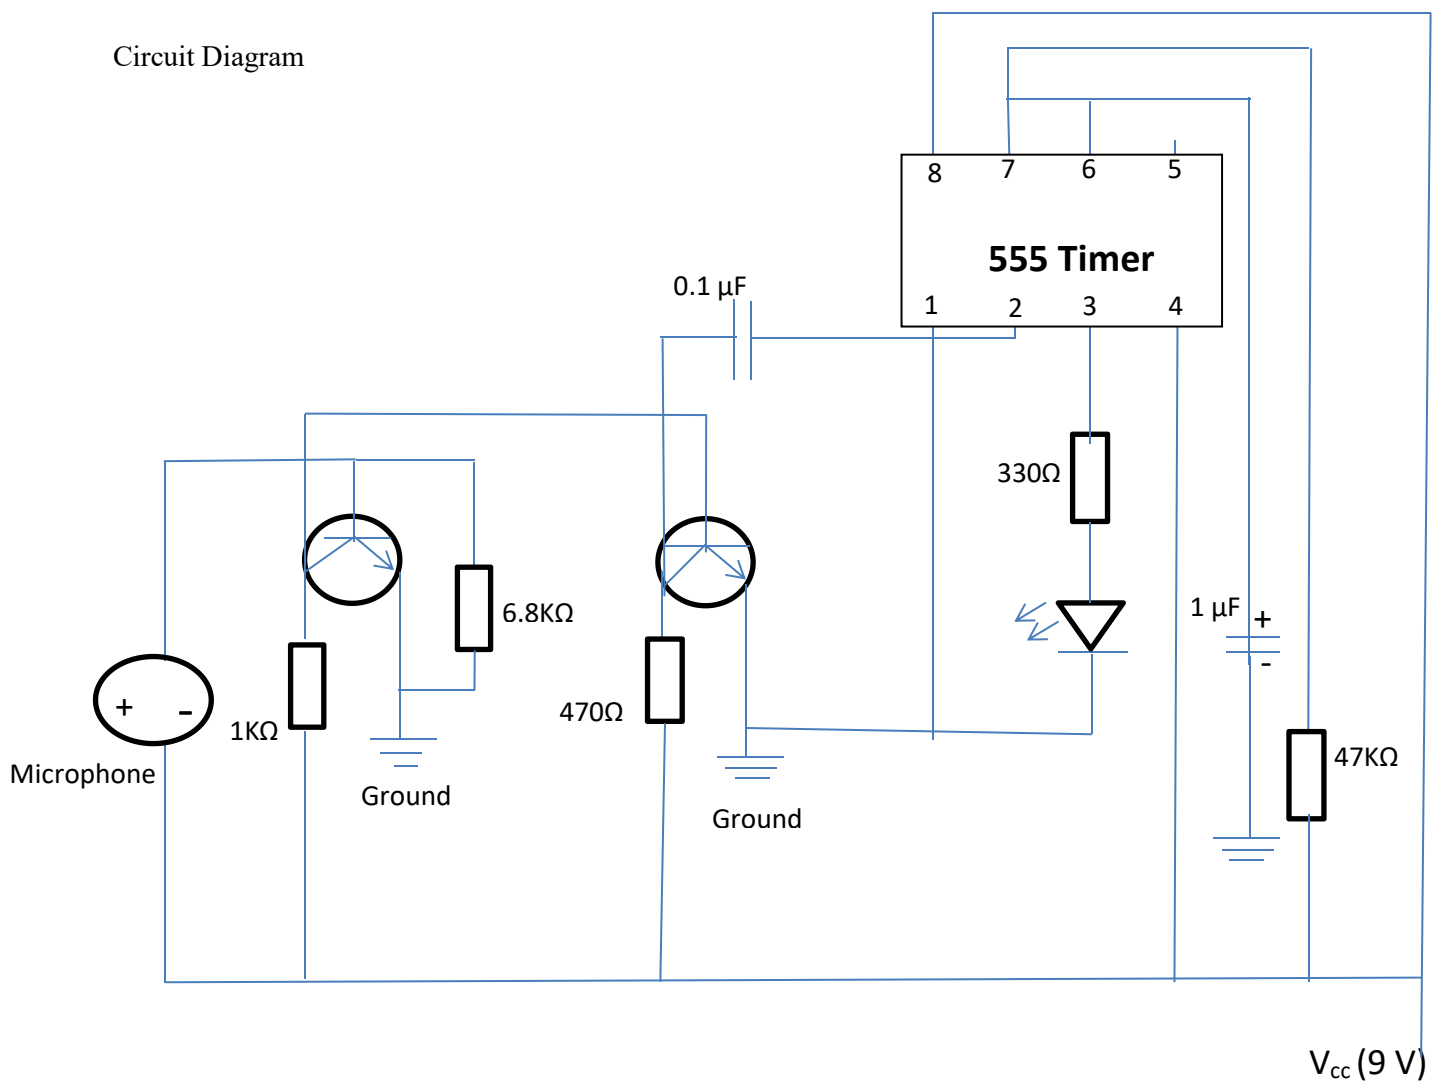 Circuit Diagram
8 7 6 5
555 Timer
1 2 3 4
0.1 µF
330Ω
6.8KΩ
1 µF
+
-
+ -
470Ω
1KΩ
47KΩ
Microphone
Ground
Ground
Vcc (9 V)